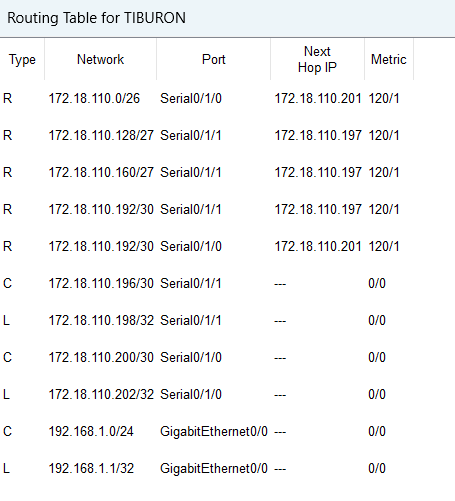 Routing Table for TIBURON
Type Network Port Next Hop IP Metric
R 172.18.110.0/26 Serial0/1/0 172.18.110.201 120/1
R 172.18.110.128/27 Serial0/1/1 172.18.110.197 120/1
R 172.18.110.160/27 Serial0/1/1 172.18.110.197 120/1
R 172.18.110.192/30 Serial0/1/1 172.18.110.197 120/1
R 172.18.110.192/30 Serial0/1/0 172.18.110.201 120/1
C 172.18.110.196/30 Serial0/1/1 --- 0/0
L 172.18.110.198/32 Serial0/1/1 --- 0/0
C 172.18.110.200/30 Serial0/1/0 --- 0/0
L 172.18.110.202/32 Serial0/1/0 --- 0/0
C 192.168.1.0/24 GigabitEthernet0/0 --- 0/0
L 192.168.1.1/32 GigabitEthernet0/0 --- 0/0